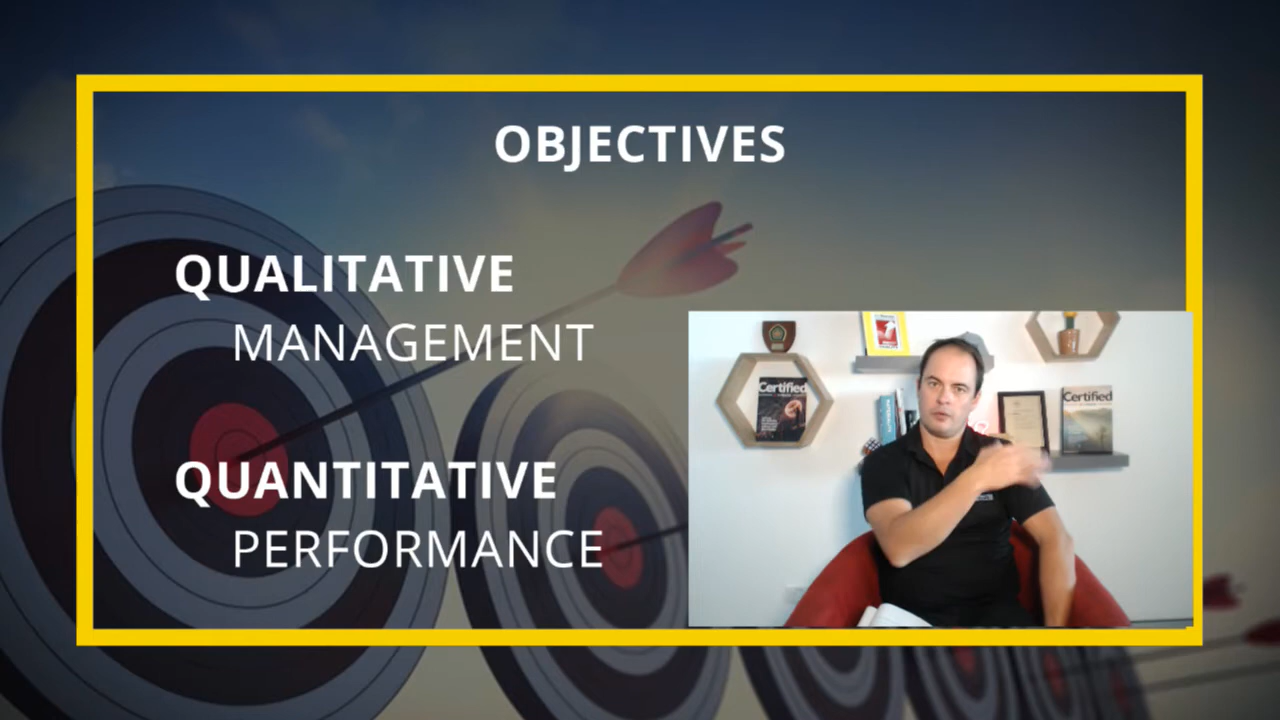 OBJECTIVES
QUALITATIVE
MANAGEMENT
QUANTITATIVE
PERFORMANCE
Certified
Certified